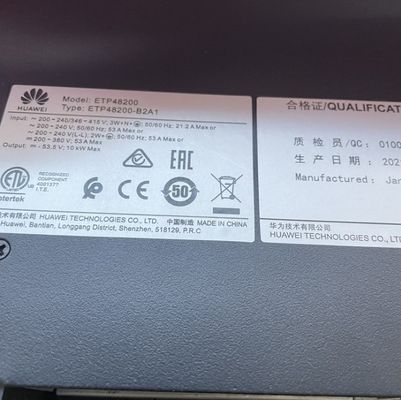 HUAWEI
Model: ETP48200
Type: ETP48200-B2A1
Input: ~ 200-240/346-415 V; 3W+N+⏚; 50/60 Hz; 21.2 A Max or
~ 200-240 V; 50/60 Hz; 53 A Max or
~ 200-240 V(L-L); 2W+⏚; 50/60 Hz; 53 A Max or
200-380 V; 53 A Max
Output: -53.5 V; 10 kW Max
ETL
Intertek
RECOGNIZED
COMPONENT
4001377
I.T.E.
EAC
50
技术有限公司
HUAWEI TECHNOLOGIES CO., LTD.
中国制造
MADE IN CHINA
Huawei, Bantian, Longgang District, Shenzhen, 518129, P.R.C
合格证/QUALIFICAT
质检员/QC: 0100
生产日期: 202
Manufactured: Jan
华为技术有限公司
HUAWEI TECHNOLOGIES CO., LTD